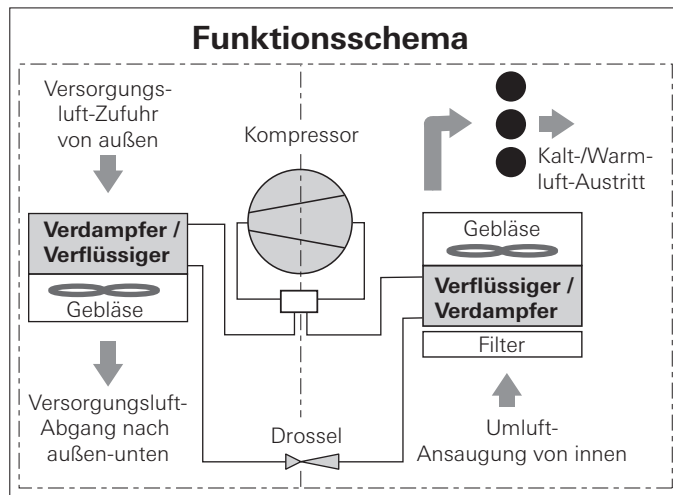 Funktionsschema
Versorgungs-
luft-Zufuhr
von außen
Kompressor
Kalt-/Warm-
luft-Austritt
Verdampfer /
Verflüssiger
Gebläse
Gebläse
Verflüssiger /
Verdampfer
Filter
Versorgungsluft-
Abgang nach
außen-unten
Drossel
Umluft-
Ansaugung von innen